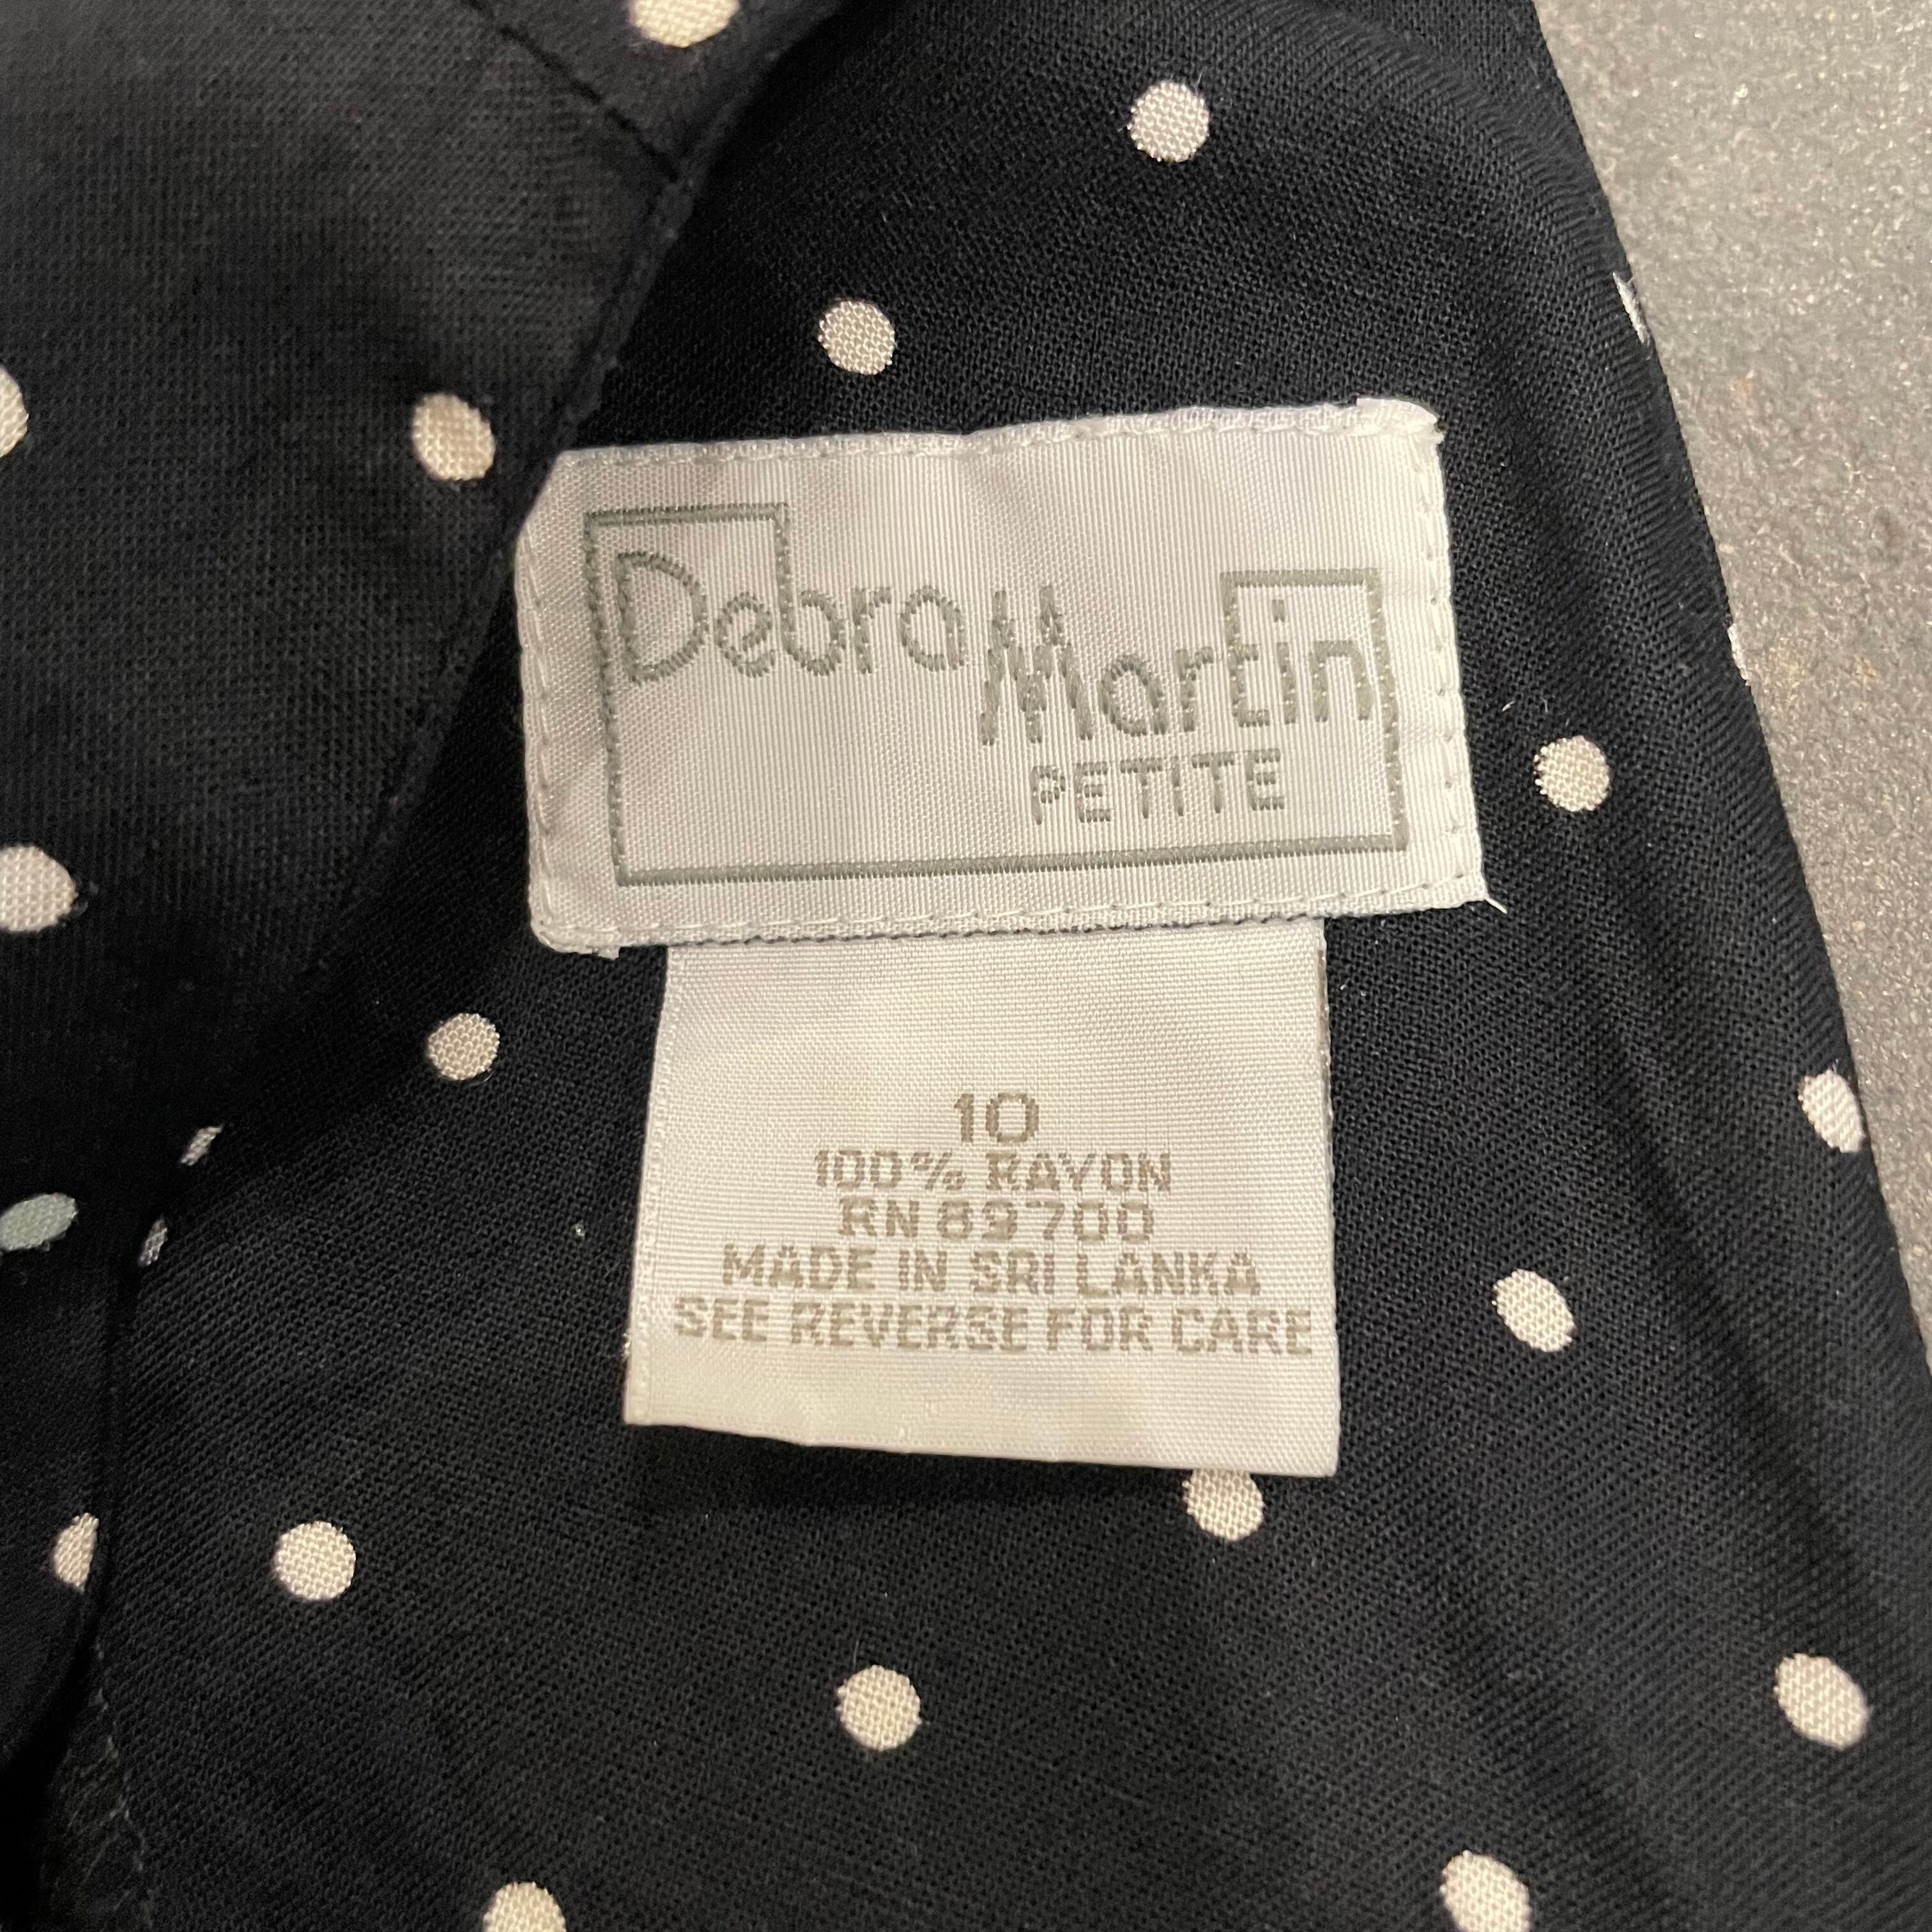 Debra Martin
PETITE
10
100% RAYON
RN 89700
MADE IN SRI LANKA
SEE REVERSE FOR CARE